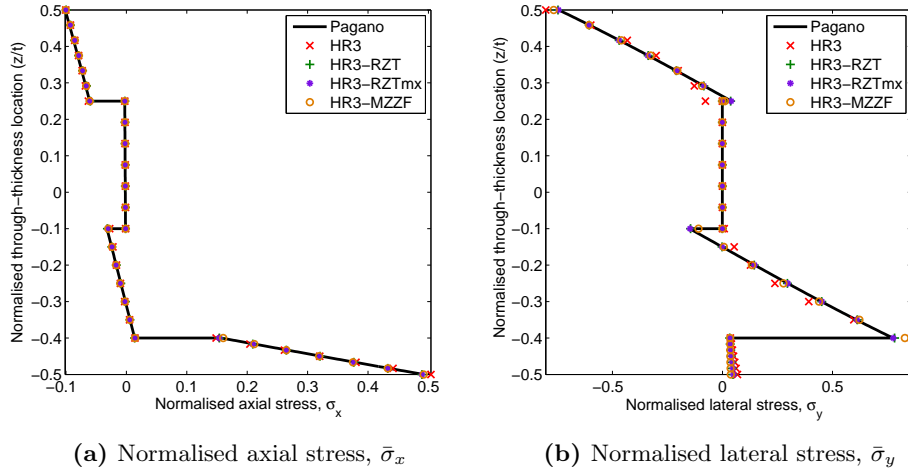 0.5
0.4
0.3
0.2
0.1
0
−0.1
−0.2
−0.3
−0.4
−0.5
Normalised through−thickness location (z/t)
−0.1 0 0.1 0.2 0.3 0.4 0.5
Normalised axial stress, σx
Pagano
HR3
HR3−RZT
HR3−RZTmx
HR3−MZZF
(a) Normalised axial stress, σ̄x
0.5
0.4
0.3
0.2
0.1
0
−0.1
−0.2
−0.3
−0.4
−0.5
Normalised through−thickness location (z/t)
−0.5 0 0.5
Normalised lateral stress, σy
Pagano
HR3
HR3−RZT
HR3−RZTmx
HR3−MZZF
(b) Normalised lateral stress, σ̄y